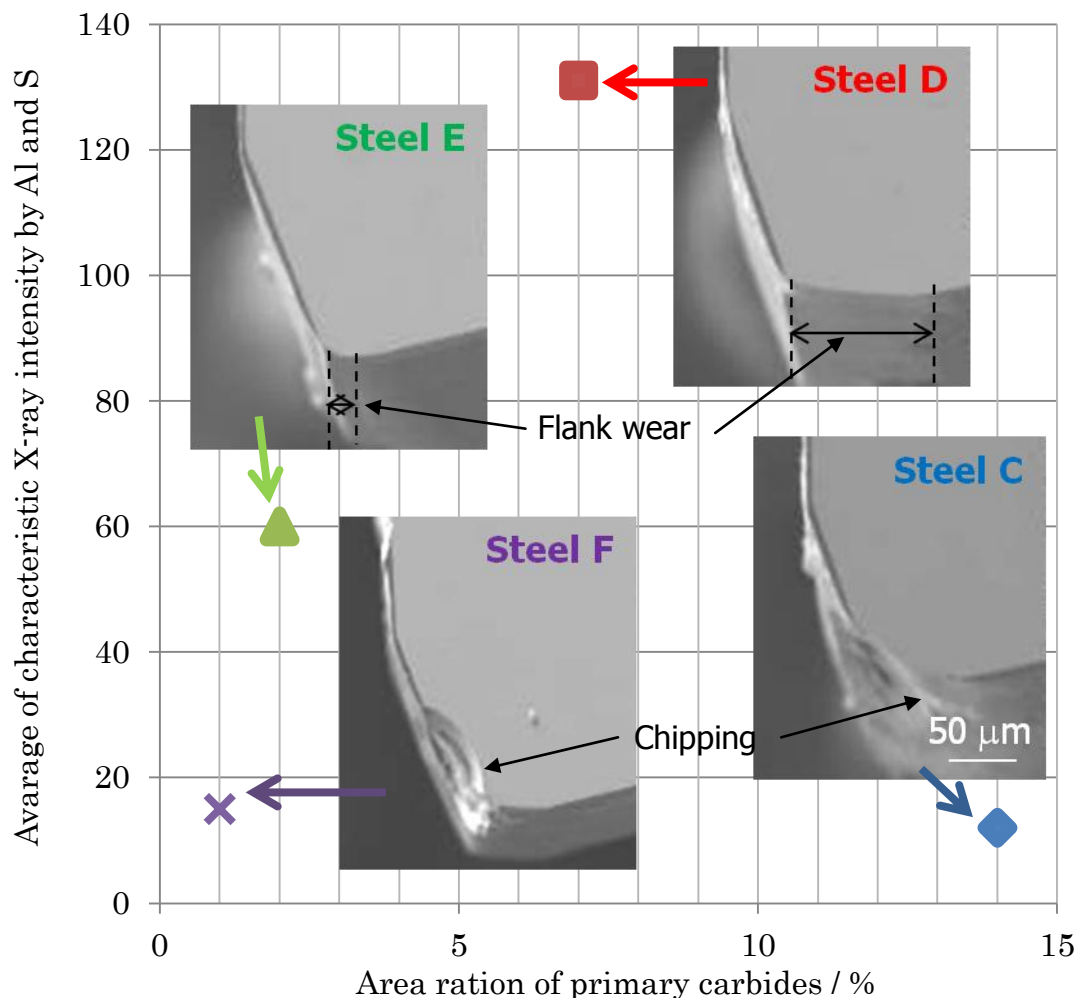 Avarage of characteristic X-ray intensity by Al and S
140
120
100
80
60
40
20
0
Steel E
Steel D
Flank wear
Steel F
Steel C
Chipping
50 μm
0
5
10
15
Area ration of primary carbides / %